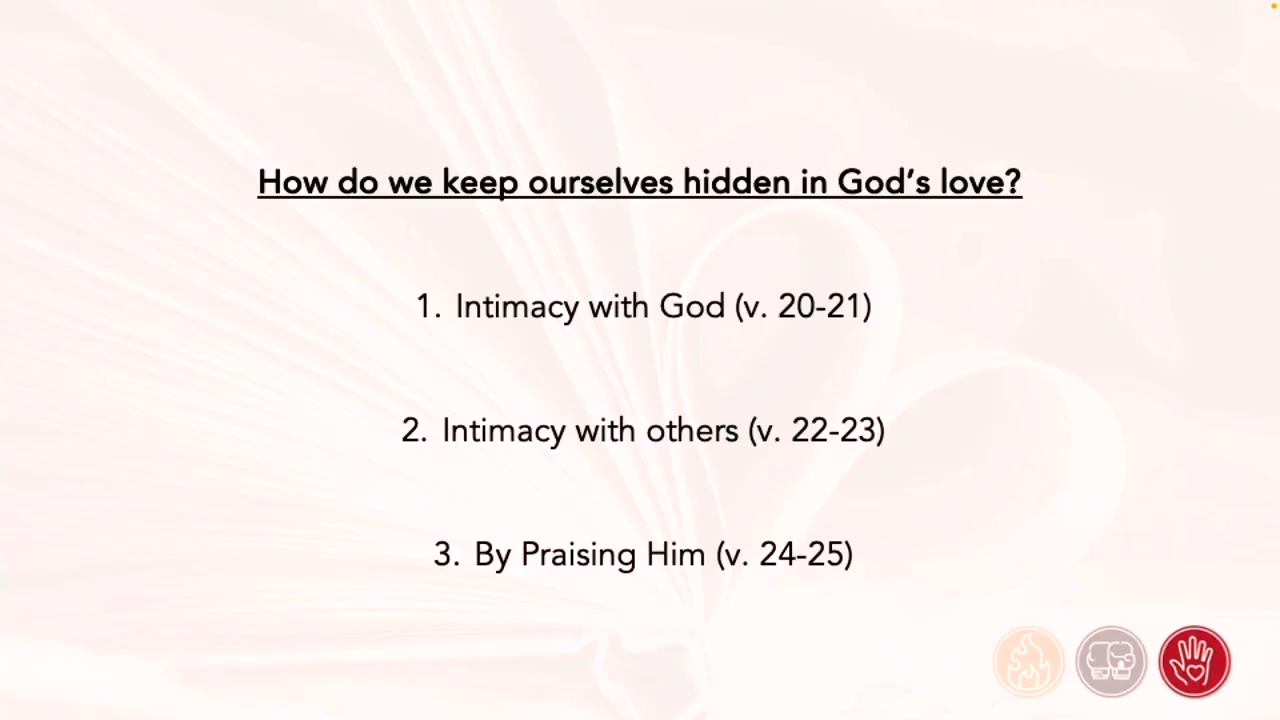 How do we keep ourselves hidden in God’s love?
1. Intimacy with God (v. 20-21)
2. Intimacy with others (v. 22-23)
3. By Praising Him (v. 24-25)